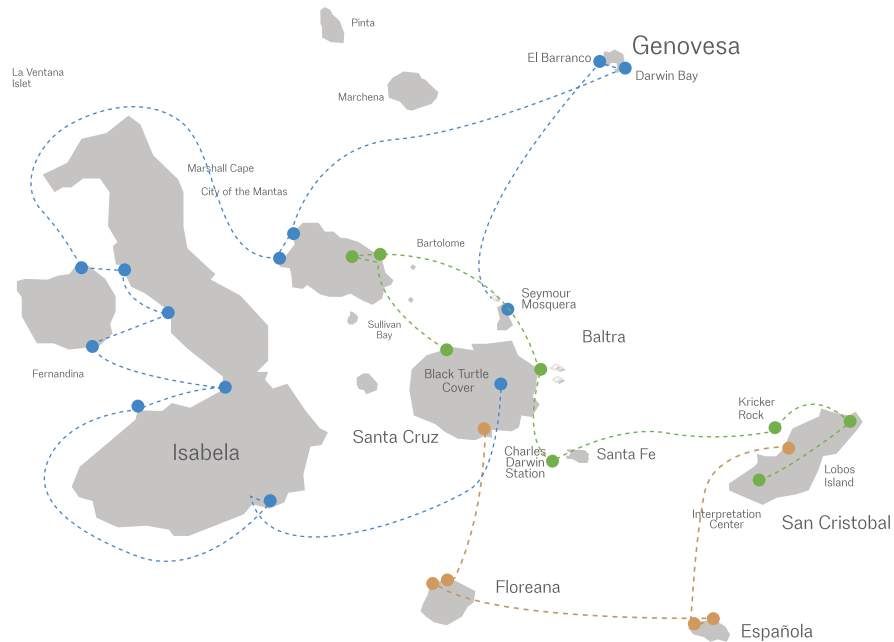 Pinta
Genovesa
El Barranco
Darwin Bay
La Ventana
Islet
Marchena
Marshall Cape
City of the Mantas
Bartolome
Seymour
Mosquera
Sullivan
Bay
Baltra
Fernandina
Black Turtle
Cover
Kricker
Rock
Isabela
Santa Cruz
Charles
Darwin
Station
Santa Fe
Lobos
Island
Interpretation
Center
San Cristobal
Floreana
Española